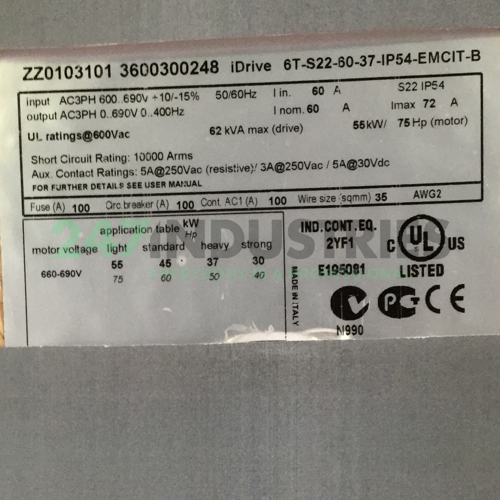 ZZ0103101 3600300248 iDrive 6T-S22-60-37-IP54-EMCIT-B
input AC3PH 600..690V +10/-15% 50/60Hz I in. 60 A S22 IP54
output AC3PH 0..690V 0..400Hz I nom. 60 A Imax 72 A
UL ratings@600Vac 62 kVA max (drive) 55kW/ 75Hp (motor)
Short Circuit Rating: 10000 Arms
Aux. Contact Ratings: 5A@250Vac (resistive)/ 3A@250Vac / 5A@30Vdc
FOR FURTHER DETAILS SEE USER MANUAL
Fuse (A) 100 Circ.breaker (A) 100 Cont. AC1 (A) 100 Wire size (sqmm) 35 AWG2
application table kW Hp
motor voltage light standard heavy strong
660-690V 55 45 37 30
75 60 50 40
IND.CONT.EQ.
2YF1
E195081
C UL US
LISTED
MADE IN ITALY
N990
CE
247 INDUSTRIES